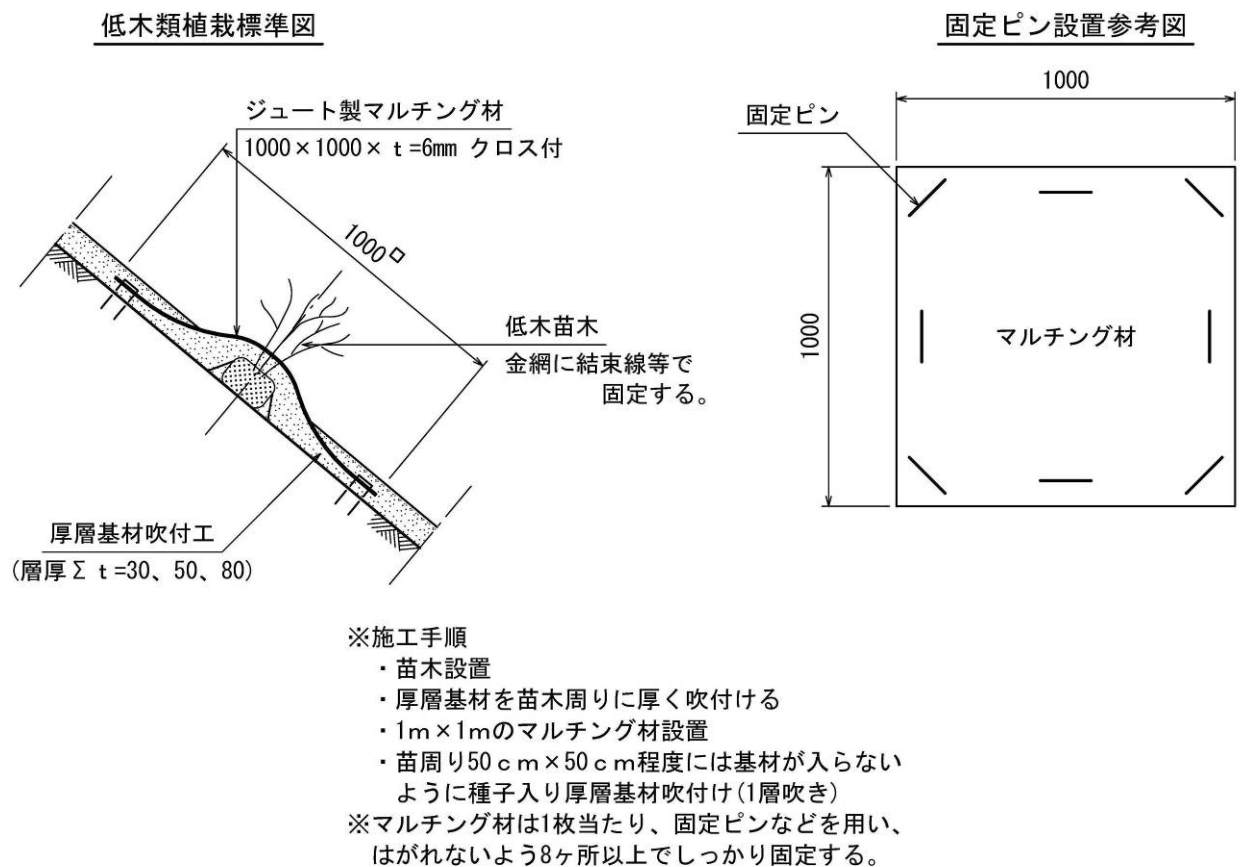 低木類植栽標準図
ジュート製マルチング材
1000×1000× t=6mm クロス付
1000□
低木苗木
金網に結束線等で
固定する。
厚層基材吹付工
(層厚Σ t=30、50、80)
固定ピン設置参考図
1000
固定ピン
1000
マルチング材
※施工手順
・苗木設置
・厚層基材を苗木周りに厚く吹付ける
・1m×1mのマルチング材設置
・苗周り50cm×50cm程度には基材が入らない
ように種子入り厚層基材吹付け(1層吹き)
※マルチング材は1枚当たり、固定ピンなどを用い、
はがれないよう8ヶ所以上でしっかり固定する。